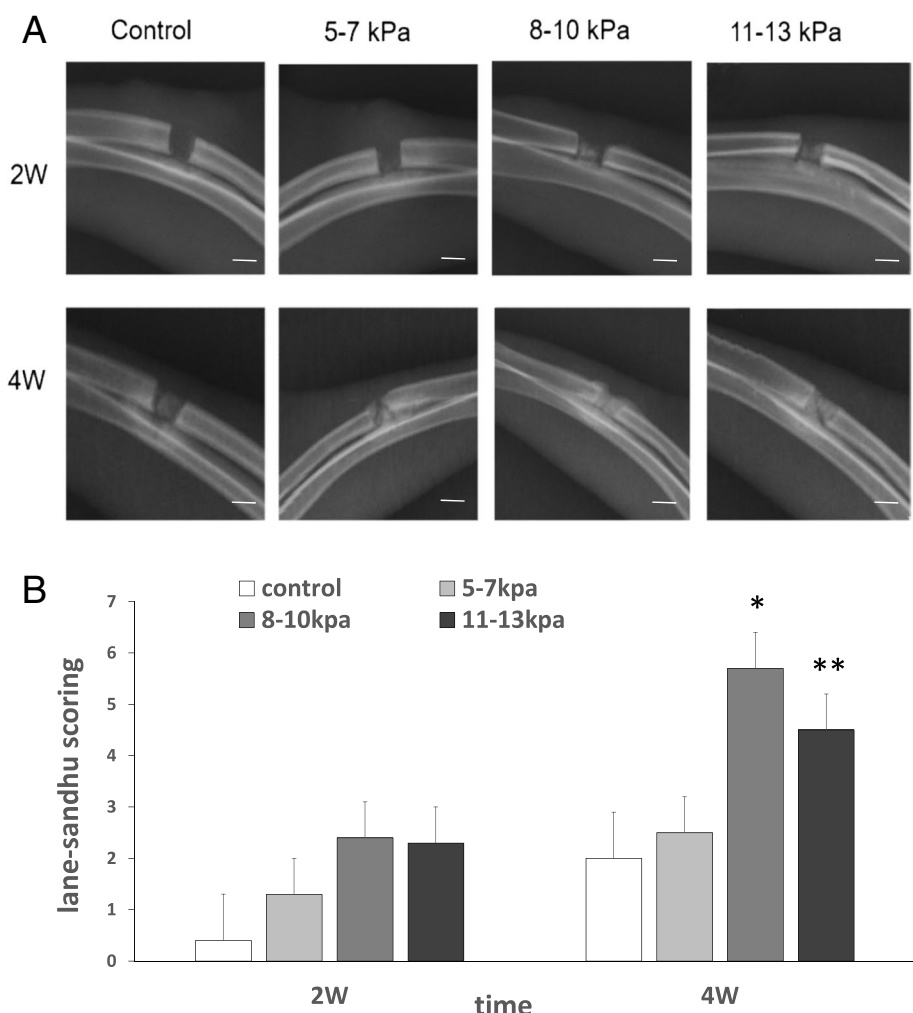 A
Control 5-7 kPa 8-10 kPa 11-13 kPa
2W
4W
B
control 5-7kpa
8-10kpa 11-13kpa
7
6
5
4
3
2
1
0
lane-sandhu scoring
*
**
2W 4W
time